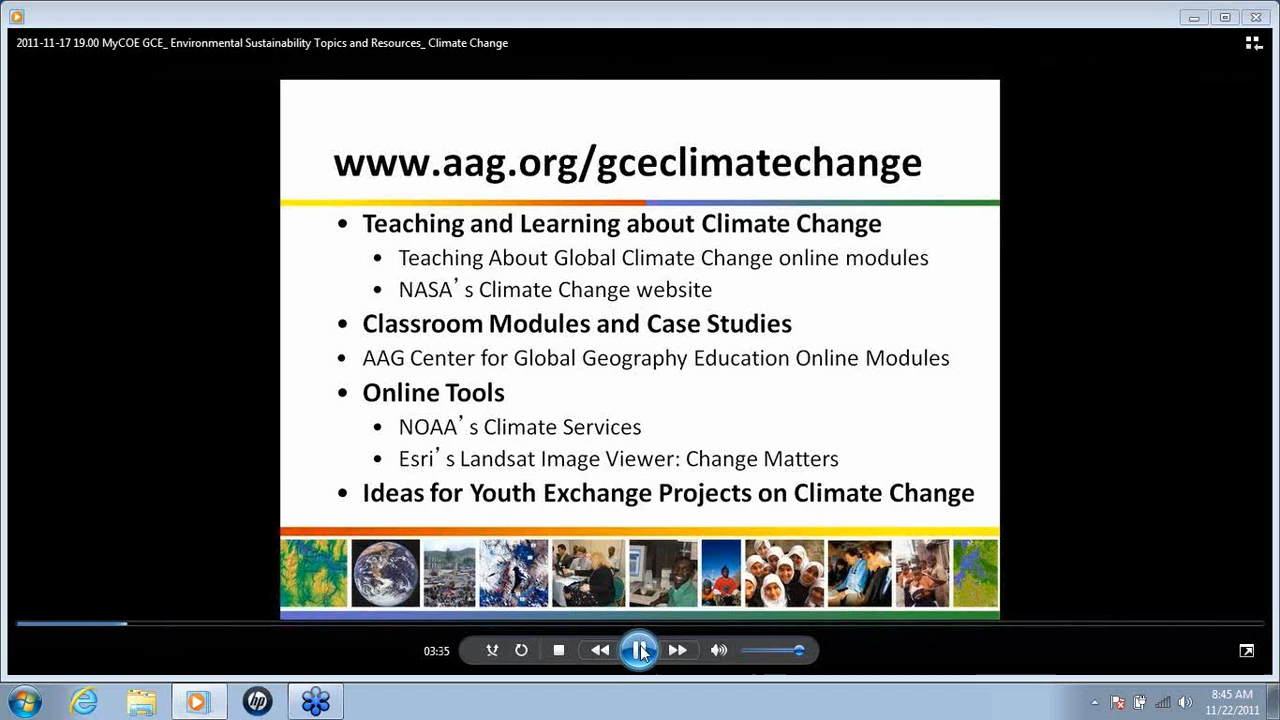 2011-11-17 19.00 MyCOE GCE_ Environmental Sustainability Topics and Resources_ Climate Change
www.aag.org/gceclimatechange
• Teaching and Learning about Climate Change
• Teaching About Global Climate Change online modules
• NASA's Climate Change website
• Classroom Modules and Case Studies
• AAG Center for Global Geography Education Online Modules
• Online Tools
• NOAA's Climate Services
• Esri's Landsat Image Viewer: Change Matters
• Ideas for Youth Exchange Projects on Climate Change
03:35
hp
8:45 AM
11/22/2011